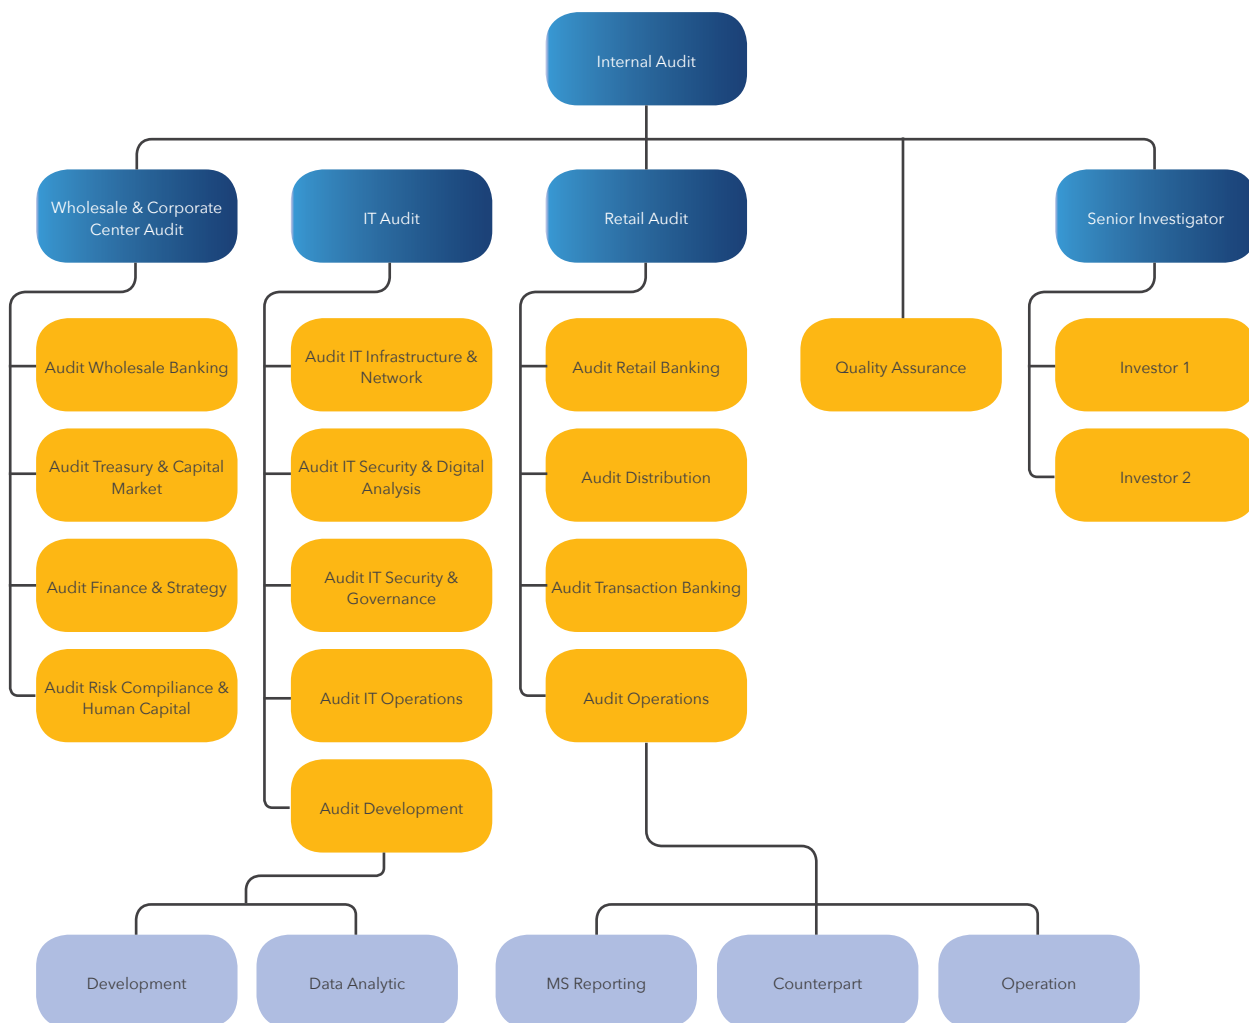 Internal Audit
Wholesale & Corporate
Center Audit
IT Audit
Retail Audit
Senior Investigator
Audit Wholesale Banking
Audit IT Infrastructure &
Network
Audit Retail Banking
Quality Assurance
Investor 1
Audit Treasury & Capital
Market
Audit IT Security & Digital
Analysis
Audit Distribution
Investor 2
Audit Finance & Strategy
Audit IT Security &
Governance
Audit Transaction Banking
Audit Risk Compiliance &
Human Capital
Audit IT Operations
Audit Operations
Audit Development
Development
Data Analytic
MS Reporting
Counterpart
Operation